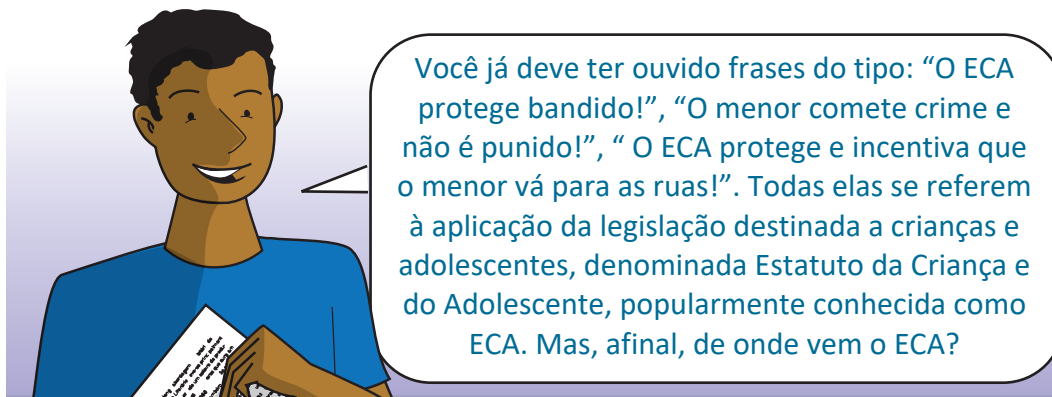 Você já deve ter ouvido frases do tipo: “O ECA
protege bandido!”, “O menor comete crime e
não é punido!”, “ O ECA protege e incentiva que
o menor vá para as ruas!”. Todas elas se referem
à aplicação da legislação destinada a crianças e
adolescentes, denominada Estatuto da Criança e
do Adolescente, popularmente conhecida como
ECA. Mas, afinal, de onde vem o ECA?